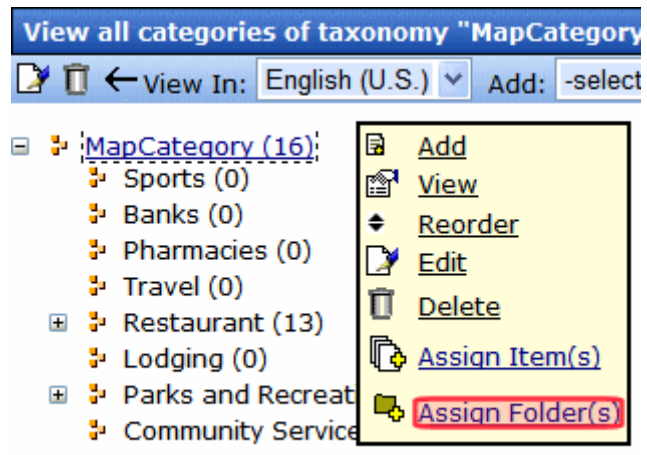 View all categories of taxonomy "MapCategory
View In: English (U.S.) Add: -select
MapCategory (16)
Sports (0)
Banks (0)
Pharmacies (0)
Travel (0)
Restaurant (13)
Lodging (0)
Parks and Recreat
Community Service
Add
View
Reorder
Edit
Delete
Assign Item(s)
Assign Folder(s)